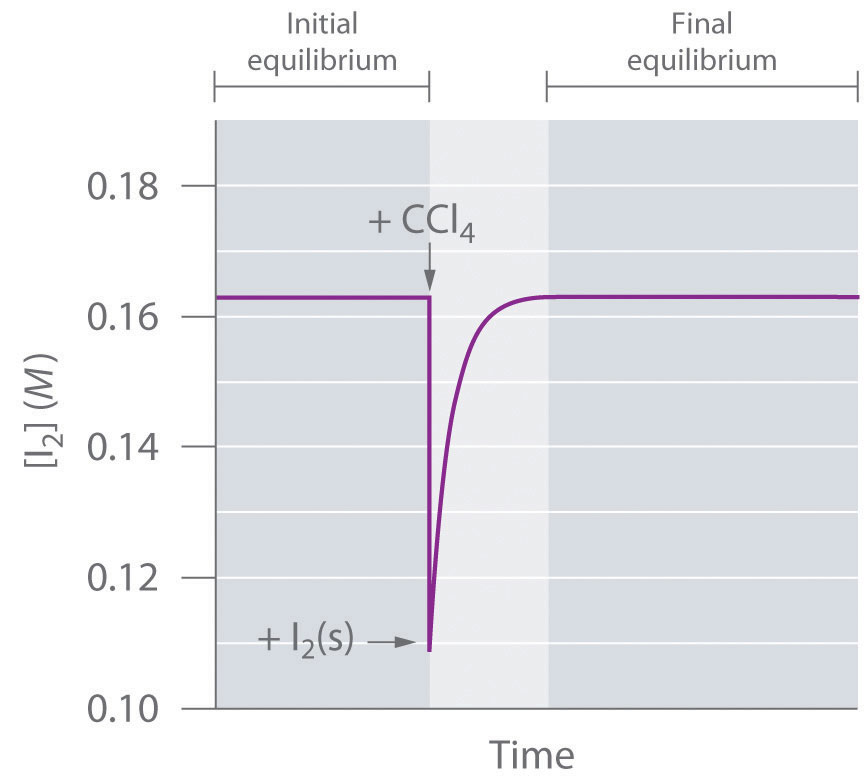 Initial
equilibrium
Final
equilibrium
0.18
+ CCl₄
0.16
[I₂] (M)
0.14
0.12
+ I₂(s)
0.10
Time